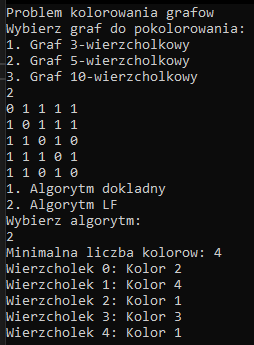 Problem kolorowania grafow
Wybierz graf do pokolorowania:
1. Graf 3-wierzcholkowy
2. Graf 5-wierzcholkowy
3. Graf 10-wierzcholkowy
2
0 1 1 1 1
1 0 1 1 1
1 1 0 1 0
1 1 1 0 1
1 1 0 1 0
1. Algorytm dokladny
2. Algorytm LF
Wybierz algorytm:
2
Minimalna liczba kolorow: 4
Wierzcholek 0: Kolor 2
Wierzcholek 1: Kolor 4
Wierzcholek 2: Kolor 1
Wierzcholek 3: Kolor 3
Wierzcholek 4: Kolor 1